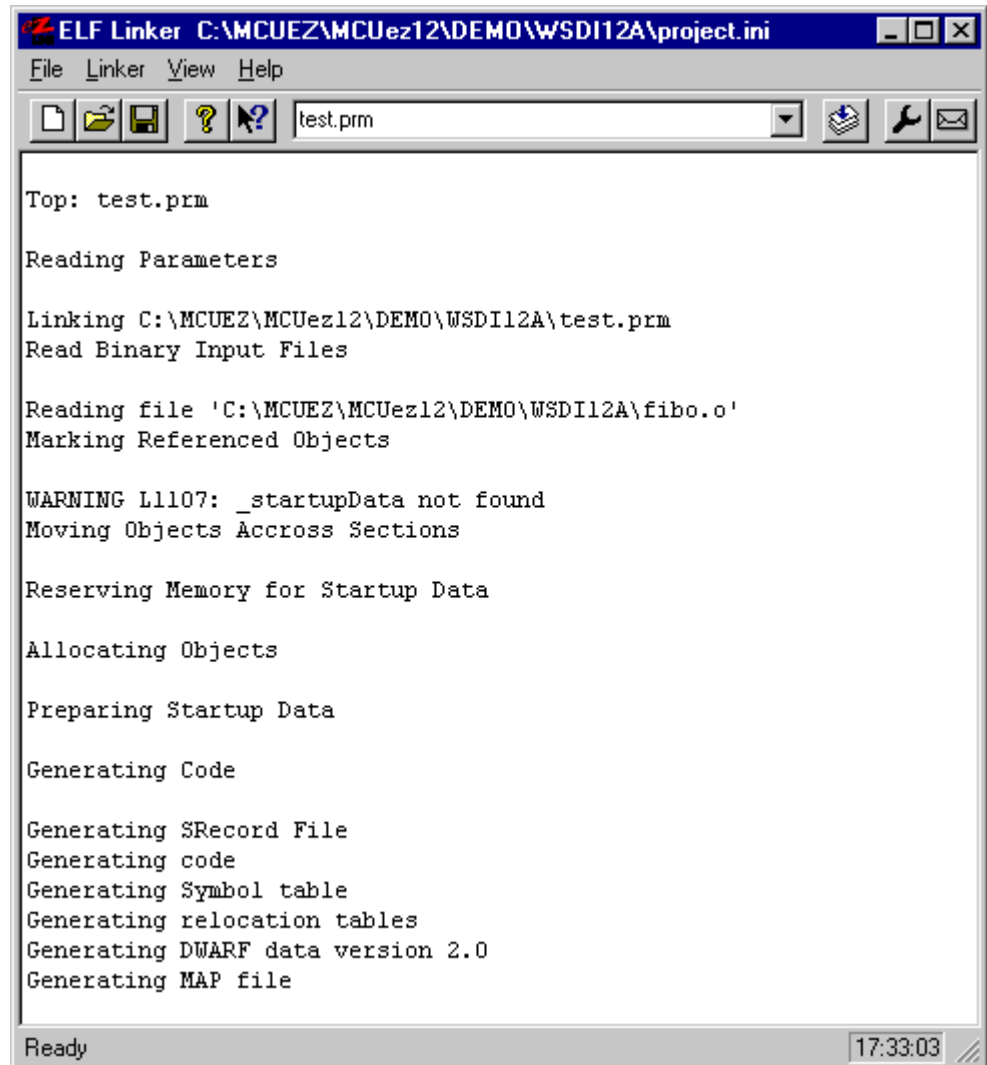 ELF Linker C:\MCUEZ\MCUez12\DEMO\WSDI12A\project.ini
File Linker View Help
test.prm
Top: test.prm
Reading Parameters
Linking C:\MCUEZ\MCUez12\DEMO\WSDI12A\test.prm
Read Binary Input Files
Reading file 'C:\MCUEZ\MCUez12\DEMO\WSDI12A\fibo.o'
Marking Referenced Objects
WARNING L1107: _startupData not found
Moving Objects Accross Sections
Reserving Memory for Startup Data
Allocating Objects
Preparing Startup Data
Generating Code
Generating SRecord File
Generating code
Generating Symbol table
Generating relocation tables
Generating DWARF data version 2.0
Generating MAP file
Ready 17:33:03